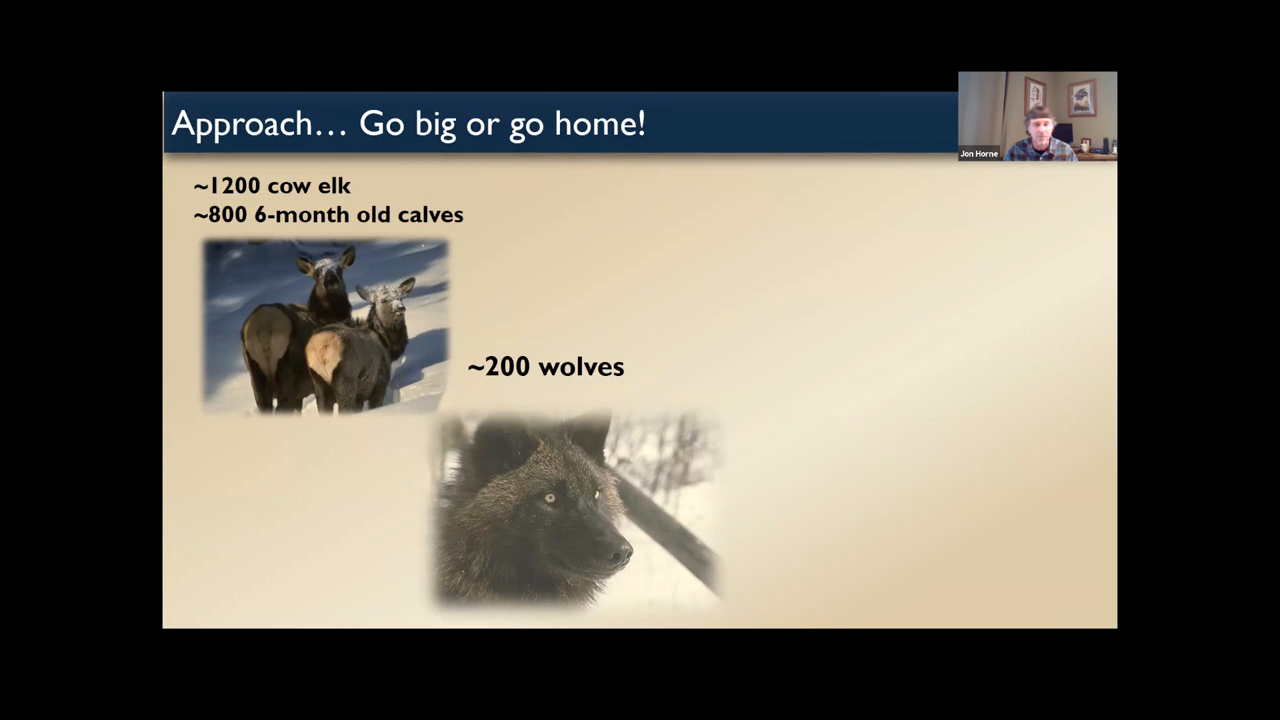 Approach... Go big or go home!
Jon Horne
~1200 cow elk
~800 6-month old calves
~200 wolves